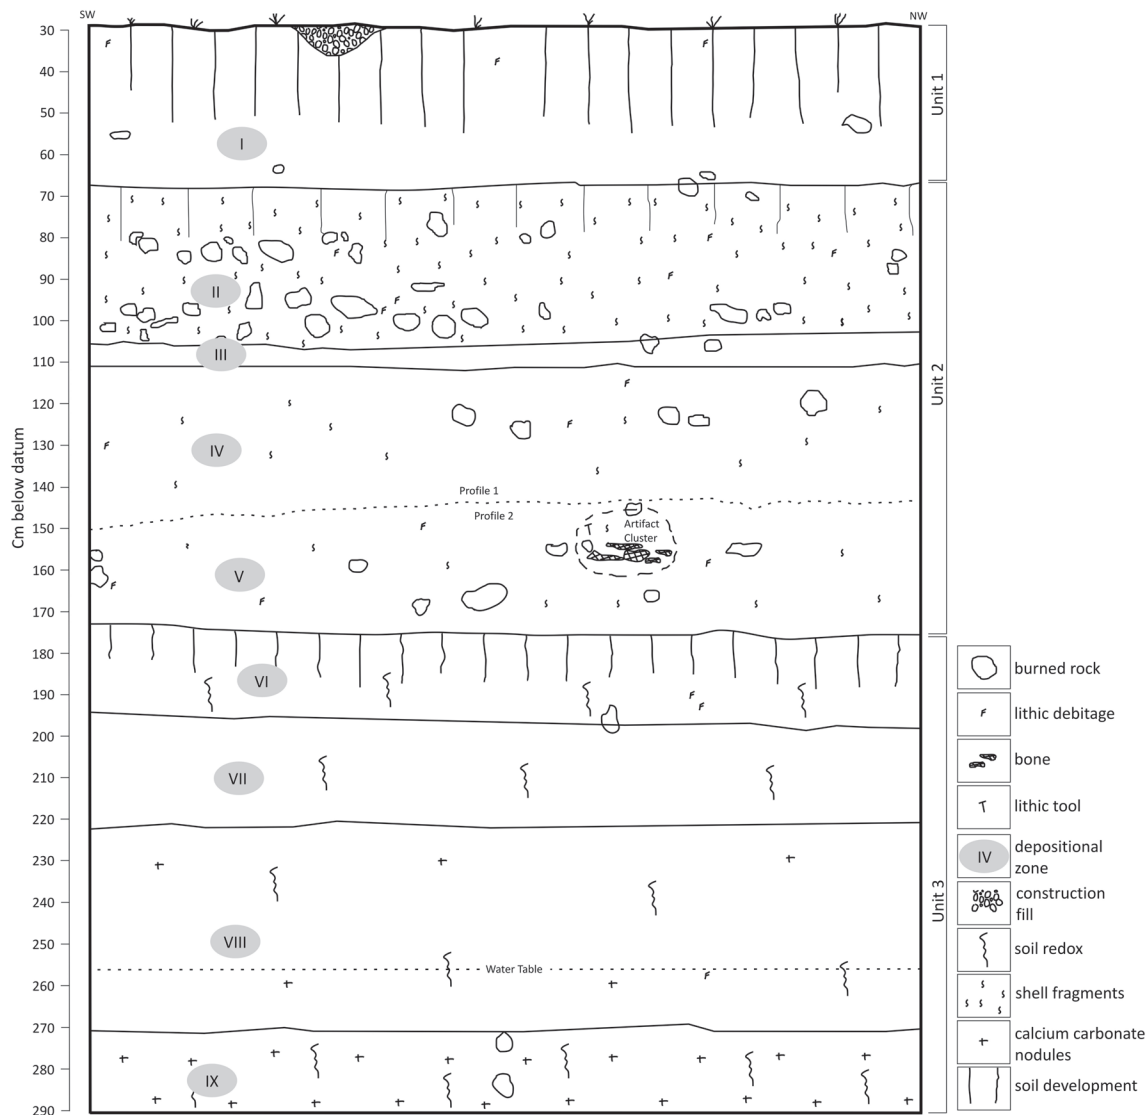 SW
NW
30
40
50
60
70
80
90
100
110
120
130
140
150
160
170
180
190
200
210
220
230
240
250
260
270
280
290
Cm below datum
I
II
III
IV
Profile 1
Profile 2
Artifact
Cluster
V
VI
VII
VIII
Water Table
IX
Unit 1
Unit 2
Unit 3
burned rock
lithic debitage
bone
lithic tool
IV
depositional
zone
construction
fill
soil redox
shell fragments
calcium carbonate
nodules
soil development